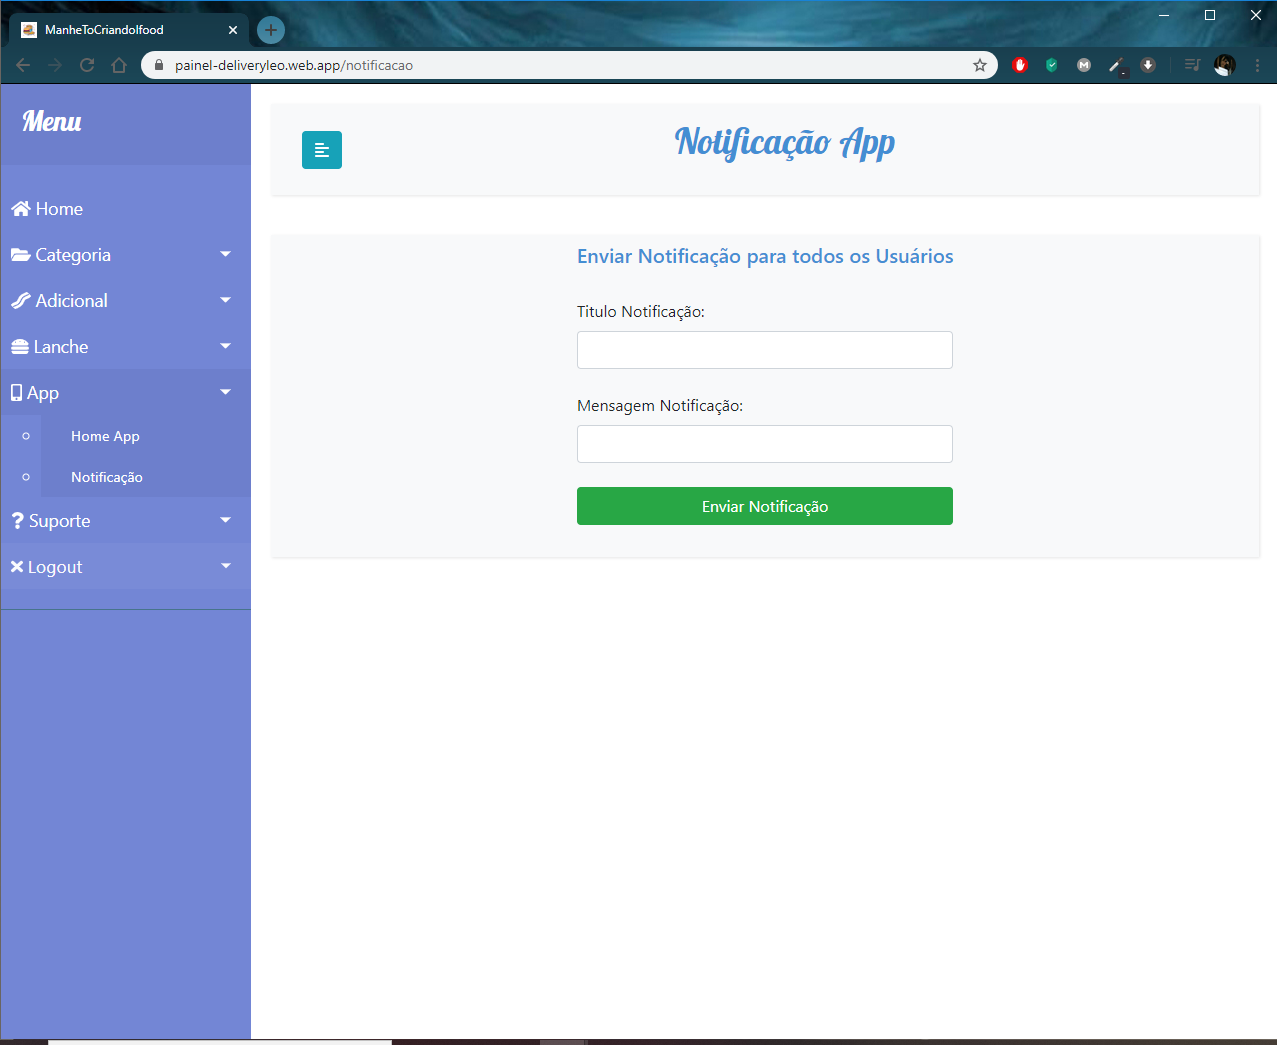 ManheToCriandoIfood
painel-deliveryleo.web.app/notificacao
Menu
Notificação App
Home
Categoria
Adicional
Lanche
App
Home App
Notificação
Suporte
Logout
Enviar Notificação para todos os Usuários
Titulo Notificação:
Mensagem Notificação:
Enviar Notificação